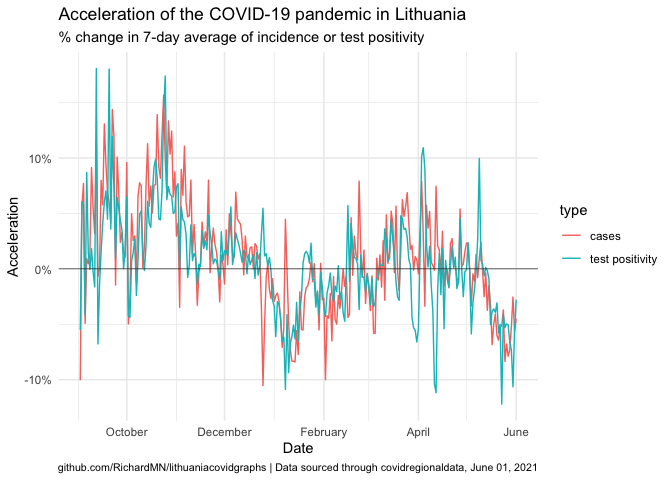 Acceleration of the COVID-19 pandemic in Lithuania
% change in 7-day average of incidence or test positivity
Acceleration
10%
0%
-10%
October December February April June
Date
type
cases
test positivity
github.com/RichardMN/lithuaniacovidgraphs | Data sourced through covidregionaldata, June 01, 2021